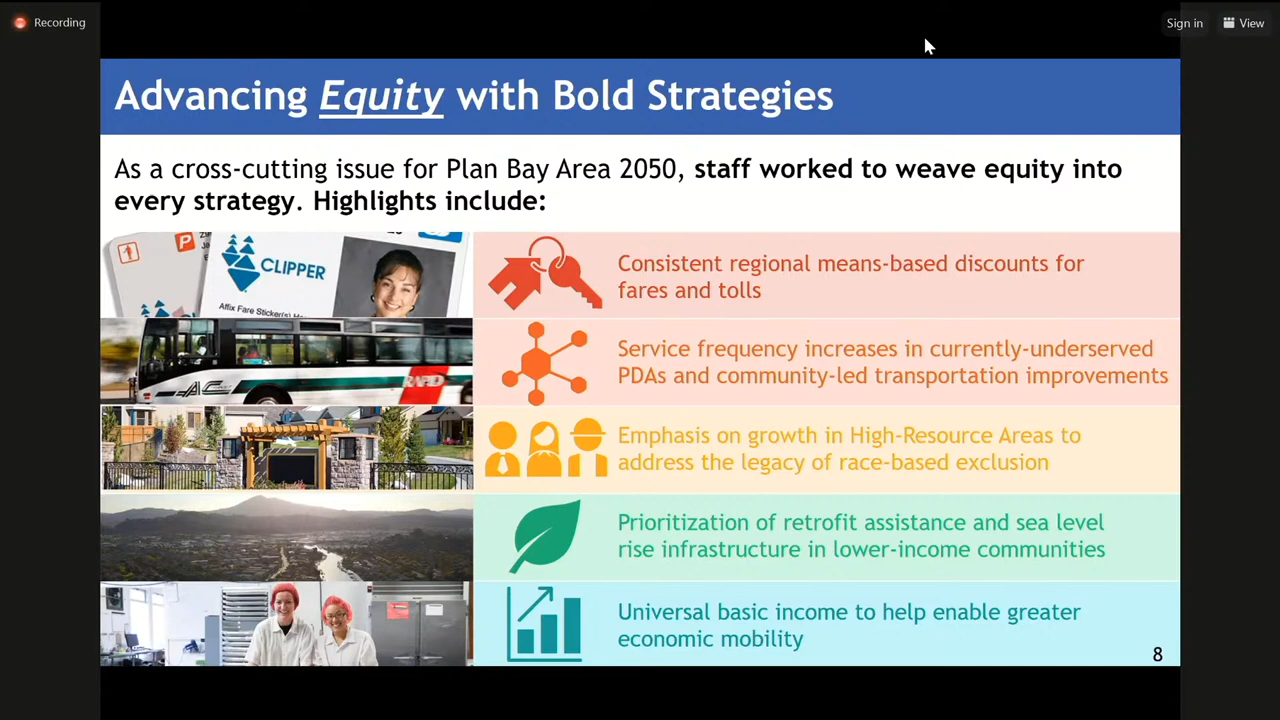 Recording
Sign in
View
Advancing Equity with Bold Strategies
As a cross-cutting issue for Plan Bay Area 2050, staff worked to weave equity into
every strategy. Highlights include:
CLIPPER
Consistent regional means-based discounts for
fares and tolls
Service frequency increases in currently-underserved
PDAs and community-led transportation improvements
AC
Emphasis on growth in High-Resource Areas to
address the legacy of race-based exclusion
Prioritization of retrofit assistance and sea level
rise infrastructure in lower-income communities
Universal basic income to help enable greater
economic mobility
8